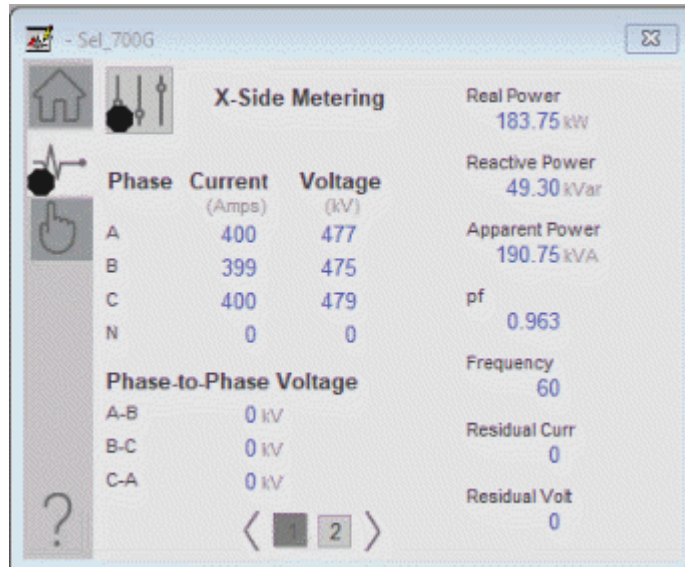 - Sel_700G
X-Side Metering
Phase Current Voltage
(Amps) (kV)
A 400 477
B 399 475
C 400 479
N 0 0
Phase-to-Phase Voltage
A-B 0 kV
B-C 0 kV
C-A 0 kV
1 2
Real Power
183.75 kW
Reactive Power
49.30 kVar
Apparent Power
190.75 kVA
pf
0.963
Frequency
60
Residual Curr
0
Residual Volt
0
?